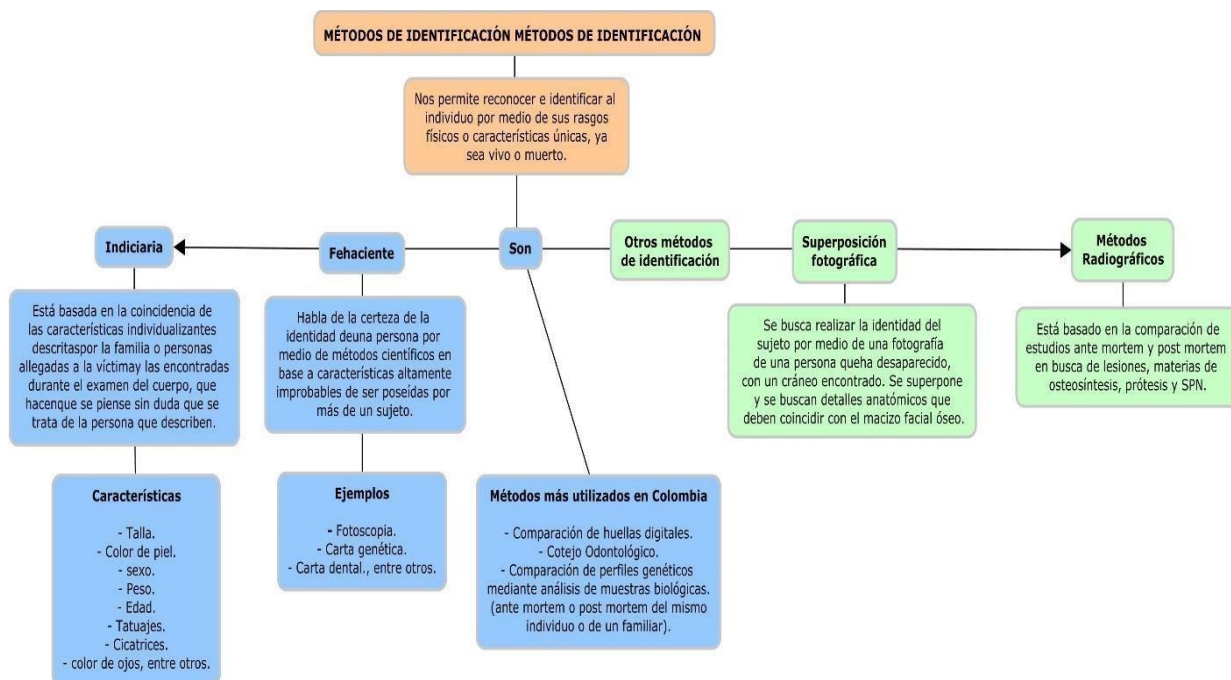 MÉTODOS DE IDENTIFICACIÓN MÉTODOS DE IDENTIFICACIÓN
Nos permite reconocer e identificar al
individuo por medio de sus rasgos
físicos o características únicas, ya
sea vivo o muerto.
Indiciaria
Fehaciente
Son
Otros métodos
de identificación
Superposición
fotográfica
Métodos
Radiográficos
Está basada en la coincidencia de
las características individualizantes
descritaspor la familia o personas
allegadas a la víctimay las encontradas
durante el examen del cuerpo, que
hacenque se piense sin duda que se
trata de la persona que describen.
Habla de la certeza de la
identidad deuna persona por
medio de métodos científicos en
base a características altamente
improbables de ser poseídas por
más de un sujeto.
Se busca realizar la identidad del
sujeto por medio de una fotografía
de una persona queha desaparecido,
con un cráneo encontrado. Se superpone
y se buscan detalles anatómicos que
deben coincidir con el macizo facial óseo.
Está basado en la comparación de
estudios ante mortem y post mortem
en busca de lesiones, materias de
osteosíntesis, prótesis y SPN.
Características
- Talla.
- Color de piel.
- sexo.
- Peso.
- Edad.
- Tatuajes.
- Cicatrices.
- color de ojos, entre otros.
Ejemplos
- Fotoscopia.
- Carta genética.
- Carta dental., entre otros.
Métodos más utilizados en Colombia
- Comparación de huellas digitales.
- Cotejo Odontológico.
- Comparación de perfiles genéticos
mediante análisis de muestras biológicas.
(ante mortem o post mortem del mismo
individuo o de un familiar).